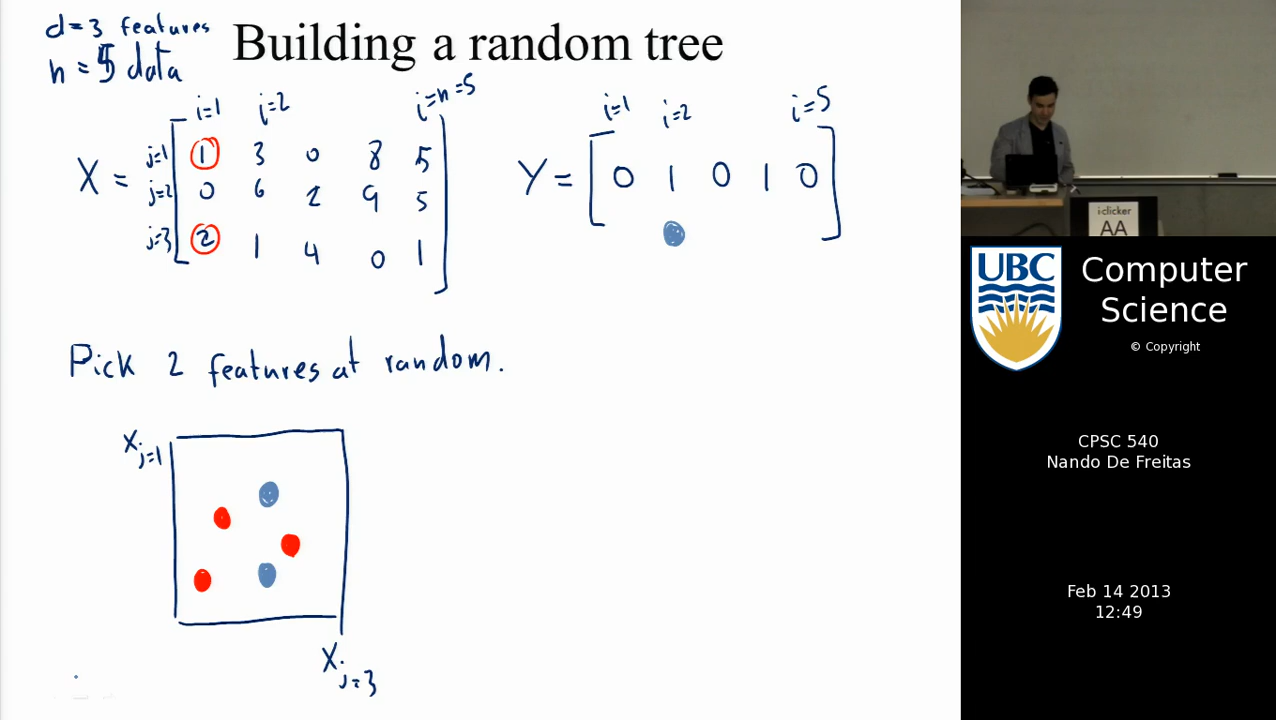 d=3 features
n = 5 data
Building a random tree
i=1 i=2 i=n=5
X = j=1 1 3 0 8 5
j=2 0 6 2 9 5
j=3 2 1 4 0 1
i=1 i=2 i=5
Y = [ 0 1 0 1 0 ]
Pick 2 features at random.
X j=1
X j=3
iclicker
AA
UBC
Computer
Science
© Copyright
CPSC 540
Nando De Freitas
Feb 14 2013
12:49